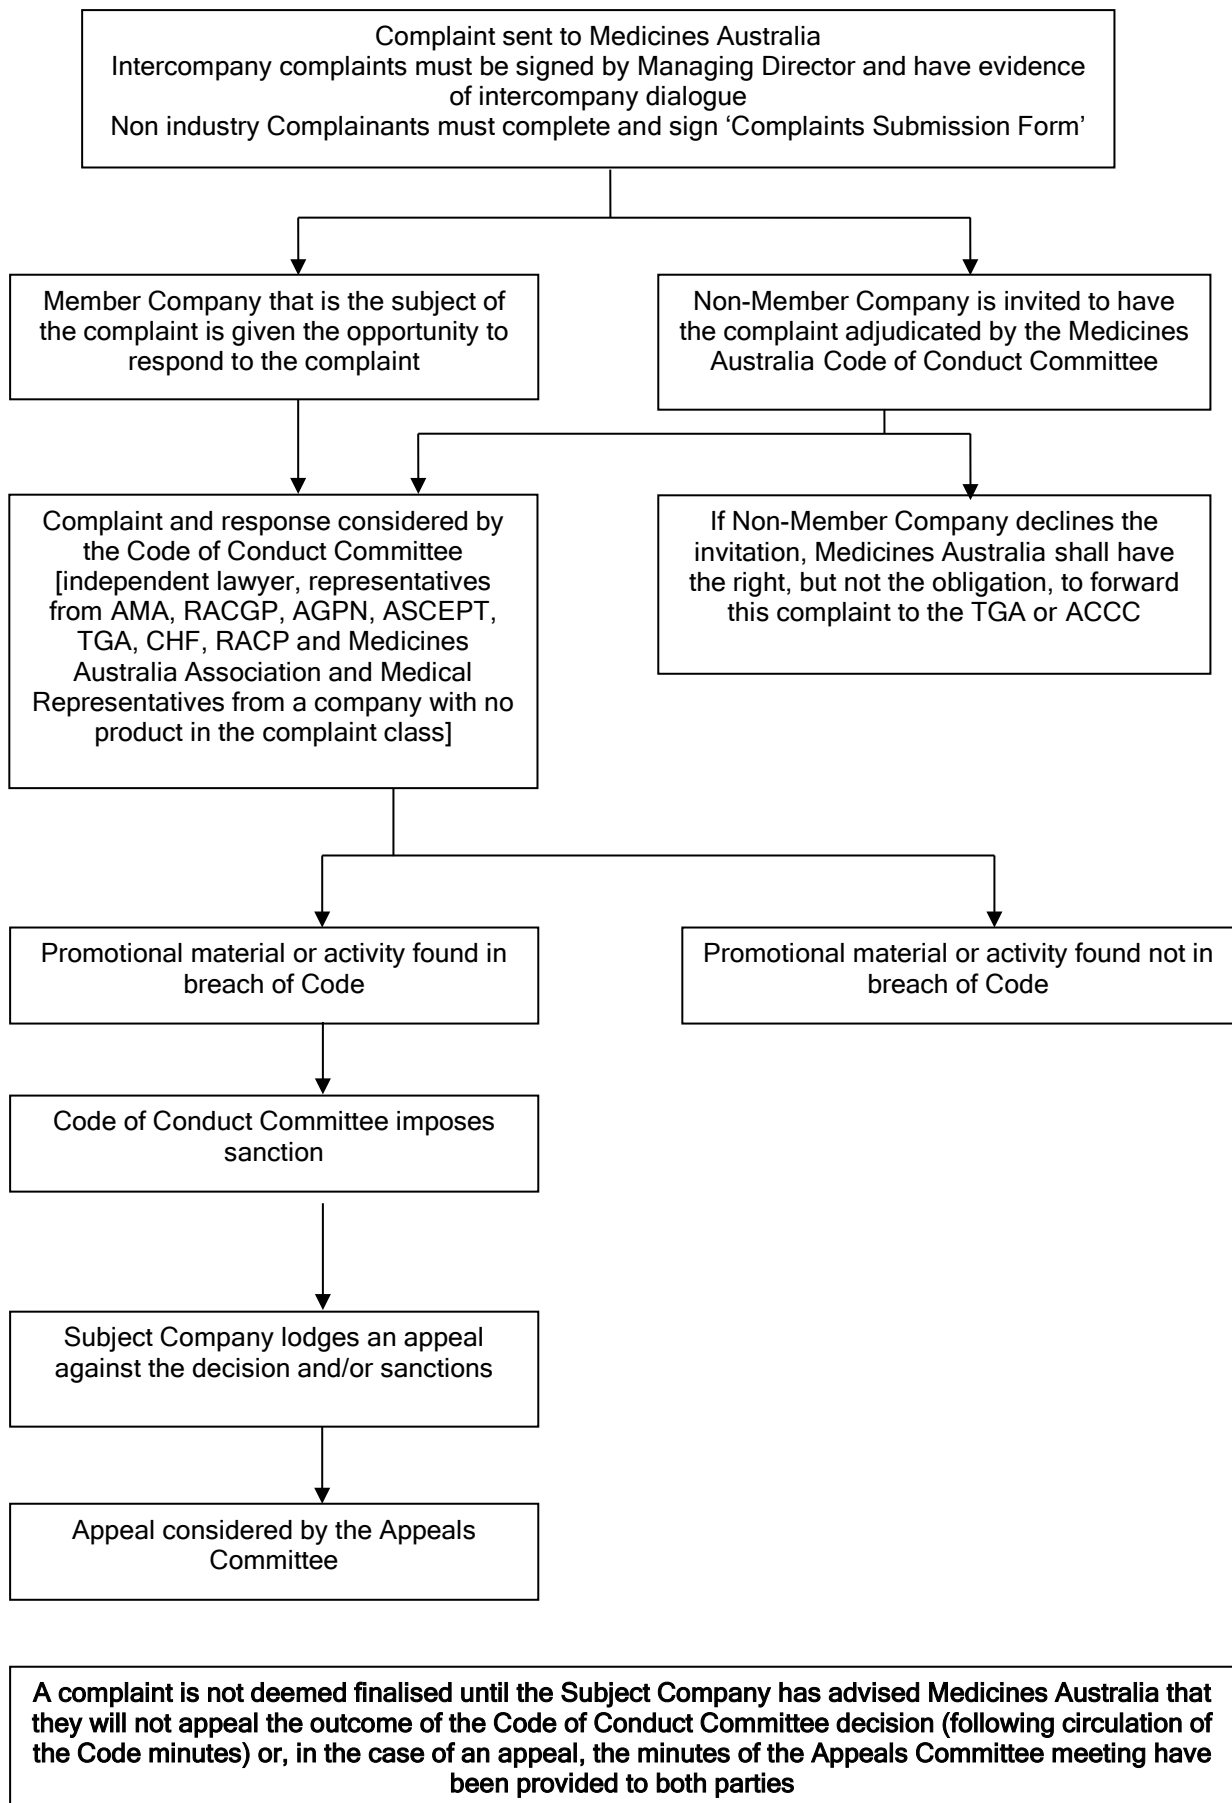 Complaint sent to Medicines Australia
Intercompany complaints must be signed by Managing Director and have evidence
of intercompany dialogue
Non industry Complainants must complete and sign ‘Complaints Submission Form’
Member Company that is the subject of
the complaint is given the opportunity to
respond to the complaint
Non-Member Company is invited to have
the complaint adjudicated by the Medicines
Australia Code of Conduct Committee
Complaint and response considered by
the Code of Conduct Committee
[independent lawyer, representatives
from AMA, RACGP, AGPN, ASCEPT,
TGA, CHF, RACP and Medicines
Australia Association and Medical
Representatives from a company with no
product in the complaint class]
If Non-Member Company declines the
invitation, Medicines Australia shall have
the right, but not the obligation, to forward
this complaint to the TGA or ACCC
Promotional material or activity found in
breach of Code
Promotional material or activity found not in
breach of Code
Code of Conduct Committee imposes
sanction
Subject Company lodges an appeal
against the decision and/or sanctions
Appeal considered by the Appeals
Committee
A complaint is not deemed finalised until the Subject Company has advised Medicines Australia that
they will not appeal the outcome of the Code of Conduct Committee decision (following circulation of
the Code minutes) or, in the case of an appeal, the minutes of the Appeals Committee meeting have
been provided to both parties